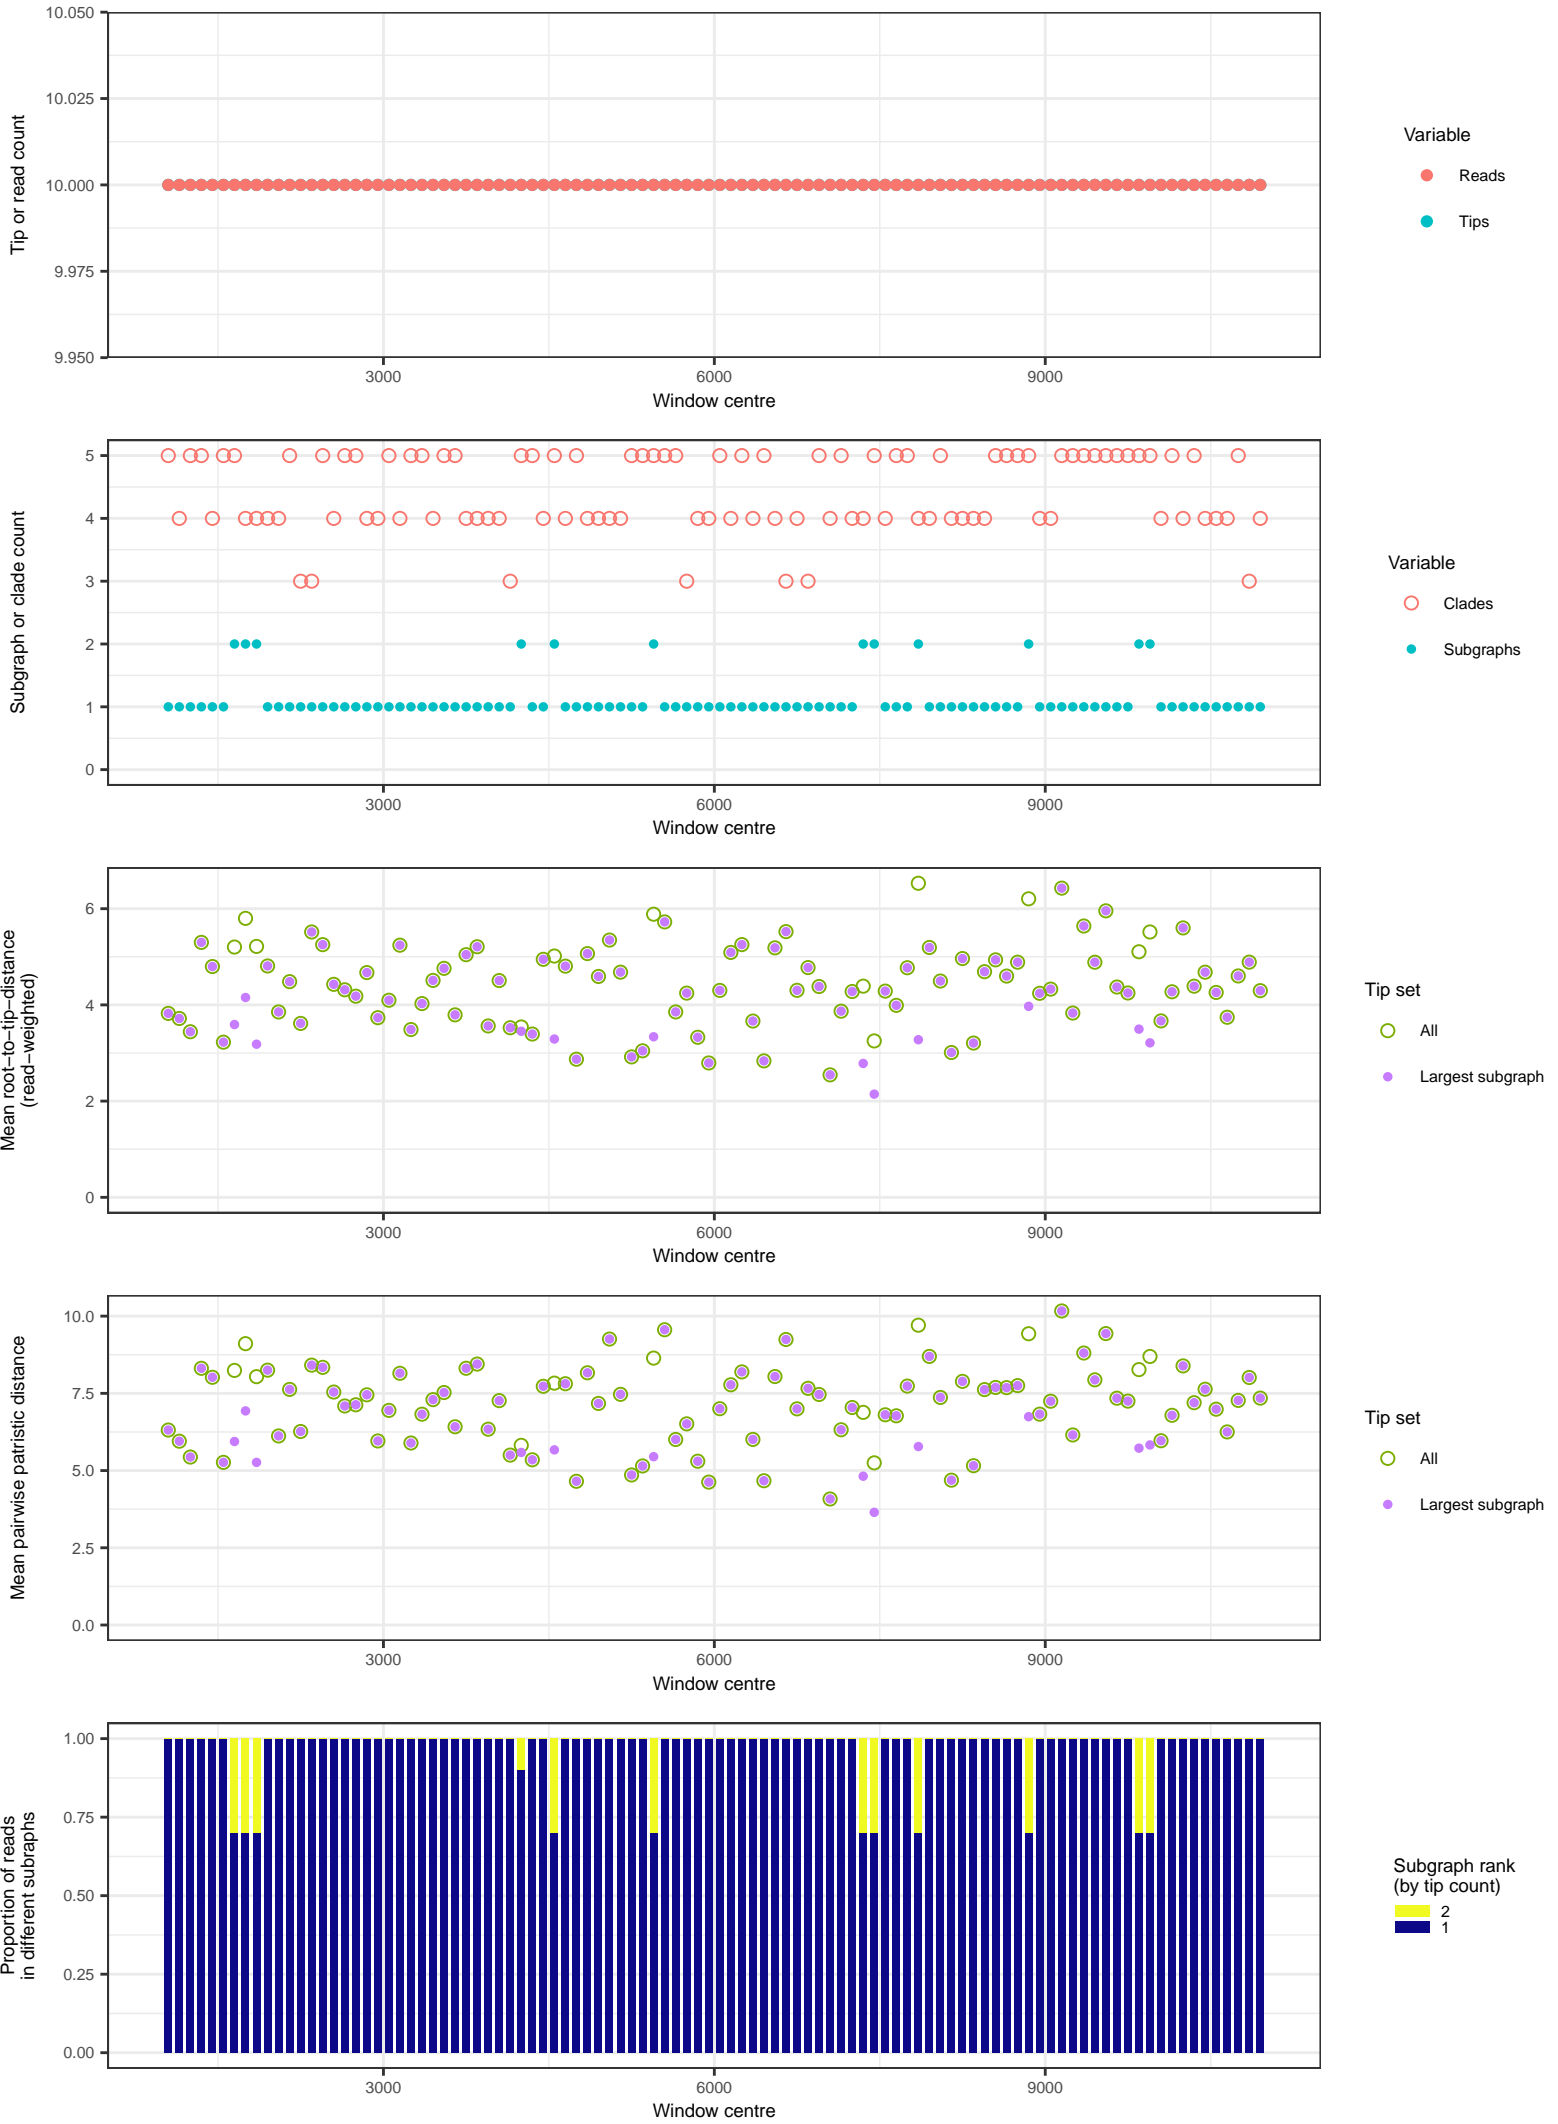 10.050
10.025
10.000
9.975
9.950
Tip or read count
3000 6000 9000
Window centre
Variable
Reads
Tips
5
4
3
2
1
0
Subgraph or clade count
3000 6000 9000
Window centre
Variable
Clades
Subgraphs
6
4
2
0
Mean root−to−tip−distance
(read−weighted)
3000 6000 9000
Window centre
Tip set
All
Largest subgraph
10.0
7.5
5.0
2.5
0.0
Mean pairwise patristic distance
3000 6000 9000
Window centre
Tip set
All
Largest subgraph
1.00
0.75
0.50
0.25
0.00
Proportion of reads
in different subraphs
3000 6000 9000
Window centre
Subgraph rank
(by tip count)
2
1